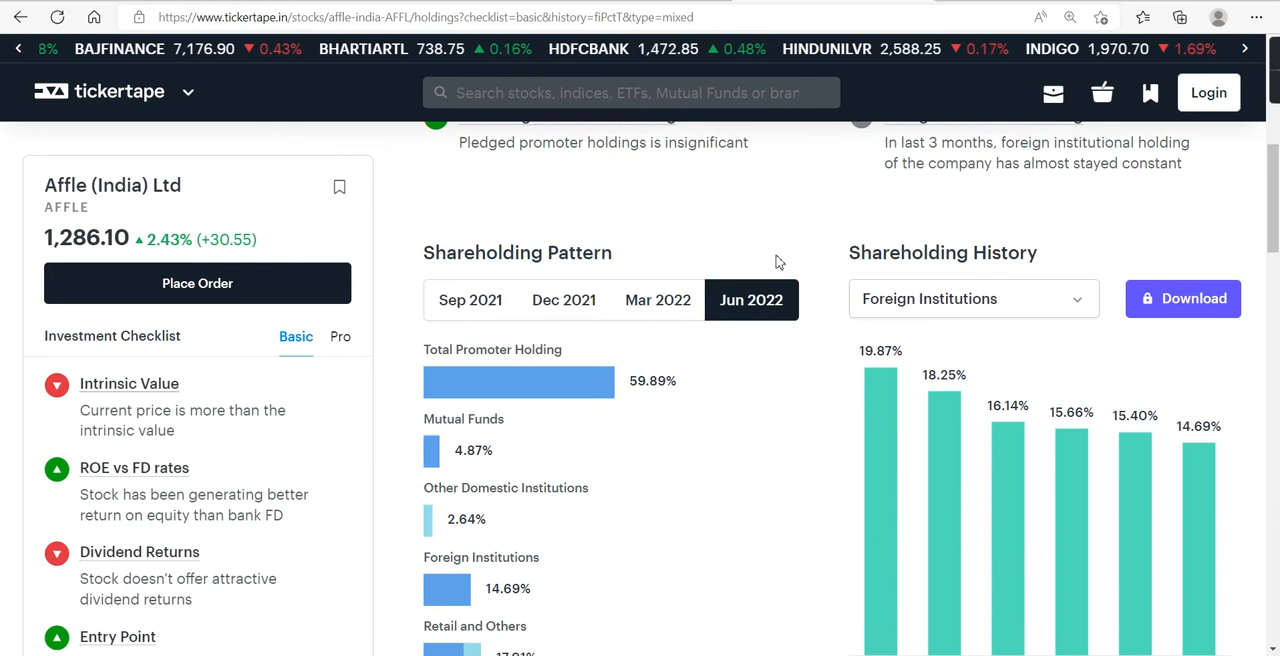 https://www.tickertape.in/stocks/affle-india-AFFL/holdings?checklist=basic&history=fiPctT&type=mixed
8% BAJFINANCE 7,176.90 ▼ 0.43% BHARTIARTL 738.75 ▲ 0.16% HDFCBANK 1,472.85 ▲ 0.48% HINDUNILVR 2,588.25 ▼ 0.17% INDIGO 1,970.70 ▼ 1.69%
tickertape
Search stocks, indices, ETFs, Mutual Funds or bran
Login
Pledged promoter holdings is insignificant
In last 3 months, foreign institutional holding
of the company has almost stayed constant
Affle (India) Ltd
AFFLE
1,286.10 ▲ 2.43% (+30.55)
Place Order
Investment Checklist Basic Pro
Intrinsic Value
Current price is more than the
intrinsic value
ROE vs FD rates
Stock has been generating better
return on equity than bank FD
Dividend Returns
Stock doesn't offer attractive
dividend returns
Entry Point
Shareholding Pattern
Sep 2021 Dec 2021 Mar 2022 Jun 2022
Total Promoter Holding
59.89%
Mutual Funds
4.87%
Other Domestic Institutions
2.64%
Foreign Institutions
14.69%
Retail and Others
Shareholding History
Foreign Institutions
Download
19.87%
18.25%
16.14%
15.66%
15.40%
14.69%